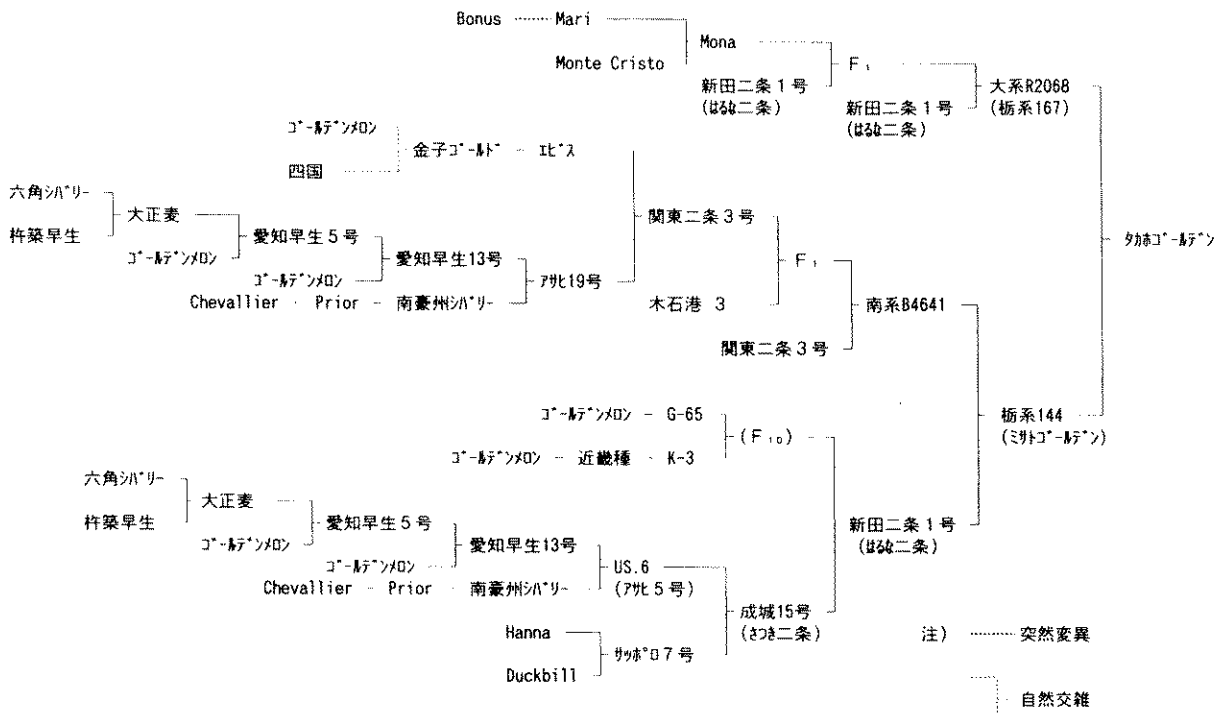 Bonus Mari
Mona
Monte Cristo
F₁
新田二条1号
(はるな二条)
大系R2068
(栃系167)
新田二条1号
(はるな二条)
ｺﾞｰﾙﾃﾞﾝﾒﾛﾝ
金子ｺﾞｰﾙﾄﾞ - ｴﾋﾞｽ
四国
六角ｼﾊﾞﾘｰ
大正麦
杵築早生
ｺﾞｰﾙﾃﾞﾝﾒﾛﾝ
愛知早生5号
ｺﾞｰﾙﾃﾞﾝﾒﾛﾝ
愛知早生13号
Chevallier - Prior - 南豪州ｼﾊﾞﾘｰ
ｱｻﾋ19号
関東二条3号
F₁
木石港 3
関東二条3号
南系B4641
ﾀｶﾎｺﾞｰﾙﾃﾞﾝ
ｺﾞｰﾙﾃﾞﾝﾒﾛﾝ - G-65
(F₁₀)
ｺﾞｰﾙﾃﾞﾝﾒﾛﾝ - 近畿種 - K-3
栃系144
(ﾐｻﾄｺﾞｰﾙﾃﾞﾝ)
六角ｼﾊﾞﾘｰ
大正麦
杵築早生
ｺﾞｰﾙﾃﾞﾝﾒﾛﾝ
愛知早生5号
ｺﾞｰﾙﾃﾞﾝﾒﾛﾝ
愛知早生13号
Chevallier - Prior - 南豪州ｼﾊﾞﾘｰ
US.6
(ｱｻﾋ5号)
新田二条1号
(はるな二条)
Hanna
ｻｯﾎﾟﾛ7号
Duckbill
成城15号
(さつき二条)
注) 突然変異
自然交雑